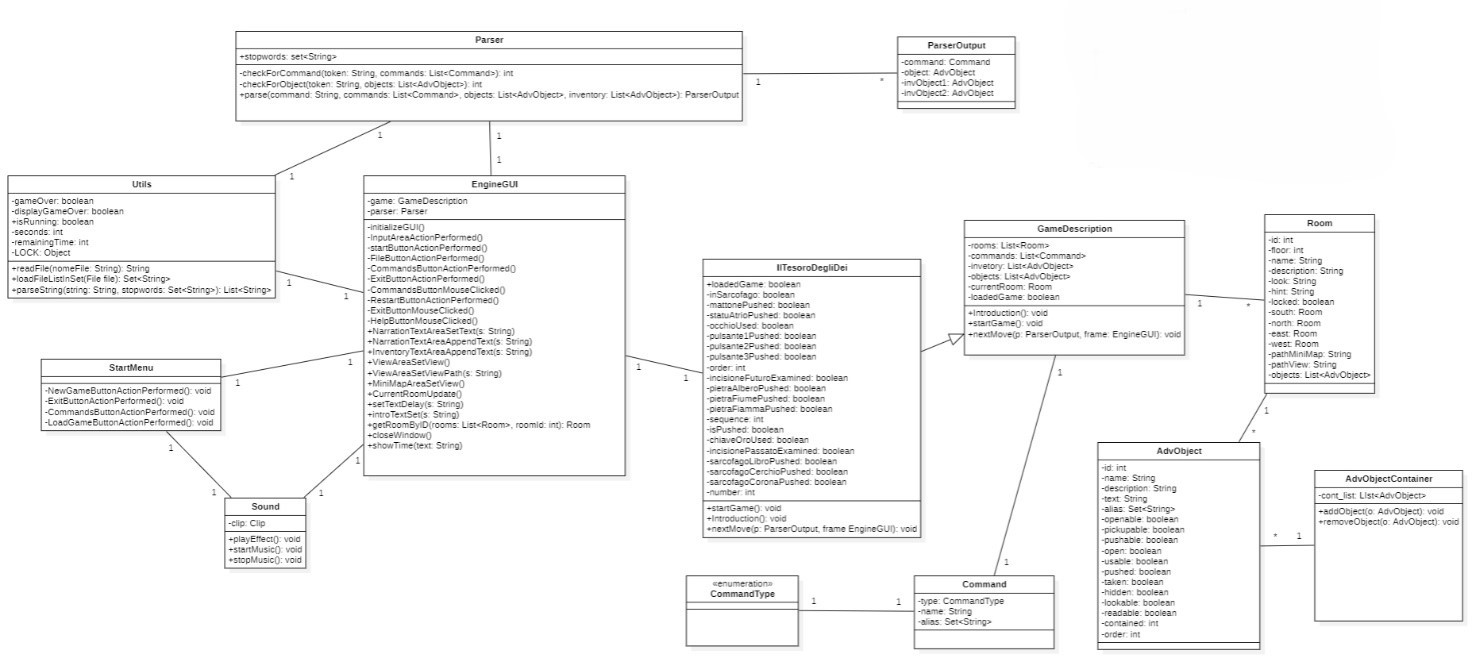 Parser
+stopwords: set<String>
-checkForCommand(token: String, commands: List<Command>): int
-checkForObject(token: String, objects: List<AdvObject>): int
+parse(command: String, commands: List<Command>, objects: List<AdvObject>, inventory: List<AdvObject>): ParserOutput
1
*
ParserOutput
-command: Command
-object: AdvObject
-invObject1: AdvObject
-invObject2: AdvObject
1
1
1
1
Utils
-gameOver: boolean
-displayGameOver: boolean
+isRunning: boolean
-seconds: int
-remainingTime: int
-LOCK: Object
+readFile(nomeFile: String): String
+loadFileListInSet(File file): Set<String>
+parseString(string: String, stopwords: Set<String>): List<String>
1
1
EngineGUI
-game: GameDescription
-parser: Parser
-initializeGUI()
-InputAreaActionPerformed()
-startButtonActionPerformed()
-FileButtonActionPerformed()
-CommandsButtonActionPerformed()
-ExitButtonActionPerformed()
-CommandsButtonMouseClicked()
-RestartButtonActionPerformed()
-ExitButtonMouseClicked()
-HelpButtonMouseClicked()
+NarrationTextAreaSetText(s: String)
+NarrationTextAreaAppendText(s: String)
+InventoryTextAreaAppendText(s: String)
+ViewAreaSetView()
+ViewAreaSetViewPath(s: String)
+MiniMapAreaSetView()
+CurrentRoomUpdate()
+setTextDelay(s: String)
+introTextSet(s: String)
+getRoomByID(rooms: List<Room>, roomId: int): Room
+closeWindow()
+showTime(text: String)
StartMenu
-NewGameButtonActionPerformed(): void
-ExitButtonActionPerformed(): void
-CommandsButtonActionPerformed(): void
-LoadGameButtonActionPerformed(): void
1
1
1
1
1
1
Sound
-clip: Clip
+playEffect(): void
+startMusic(): void
+stopMusic(): void
1
1
IlTesoroDegliDei
+loadedGame: boolean
-inSarcofago: boolean
-mattonePushed: boolean
-statuAtrioPushed: boolean
-occhioUsed: boolean
-pulsante1Pushed: boolean
-pulsante2Pushed: boolean
-pulsante3Pushed: boolean
-order: int
-incisioneFuturoExamined: boolean
-pietraAlberoPushed: boolean
-pietraFiumePushed: boolean
-pietraFiammaPushed: boolean
-sequence: int
-isPushed: boolean
-chiaveOroUsed: boolean
-incisionePassatoExamined: boolean
-sarcofagoLibroPushed: boolean
-sarcofagoCerchioPushed: boolean
-sarcofagoCoronaPushed: boolean
-number: int
+startGame(): void
+Introduction(): void
+nextMove(p: ParserOutput, frame EngineGUI): void
GameDescription
-rooms: List<Room>
-commands: List<Command>
-invetory: List<AdvObject>
-objects: List<AdvObject>
-currentRoom: Room
-loadedGame: boolean
+Introduction(): void
+startGame(): void
+nextMove(p: ParserOutput, frame: EngineGUI): void
1
*
Room
-id: int
-floor: int
-name: String
-description: String
-look: String
-hint: String
-locked: boolean
-south: Room
-north: Room
-east: Room
-west: Room
-pathMiniMap: String
-pathView: String
-objects: List<AdvObject>
1
*
1
1
AdvObject
-id: int
-name: String
-description: String
-text: String
-alias: Set<String>
-openable: boolean
-pickupable: boolean
-pushable: boolean
-open: boolean
-usable: boolean
-pushed: boolean
-taken: boolean
-hidden: boolean
-lookable: boolean
-readable: boolean
-contained: int
-order: int
*
1
AdvObjectContainer
-cont_list: List<AdvObject>
+addObject(o: AdvObject): void
+removeObject(o: AdvObject): void
«enumeration»
CommandType
1
1
Command
-type: CommandType
-name: String
-alias: Set<String>